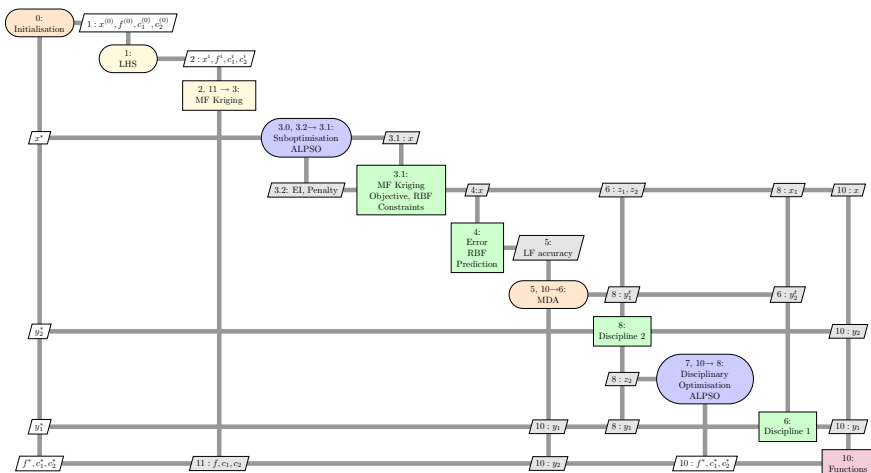 0:
Initialisation
1 : x^{(0)}, f^{(0)}, c_1^{(0)}, c_2^{(0)}
1:
LHS
2 : x^i, f^i, c_1^i, c_2^i
2, 11 → 3:
MF Kriging
x*
3.0, 3.2→ 3.1:
Suboptimisation
ALPSO
3.1 : x
3.2: EI, Penalty
3.1:
MF Kriging
Objective, RBF
Constraints
4:x
6 : z_1, z_2
8 : x_1
10 : x
4:
Error
RBF
Prediction
5:
LF accuracy
5, 10→6:
MDA
8 : y_1^t
6 : y_2^t
y_2^*
8:
Discipline 2
10 : y_2
8 : z_2
7, 10→ 8:
Disciplinary
Optimisation
ALPSO
y_1^*
10 : y_1
8 : y_1
6:
Discipline 1
10 : y_1
f*, c_1^*, c_2^*
11 : f, c_1, c_2
10 : y_2
10 : f*, c_1^*, c_2^*
10:
Functions